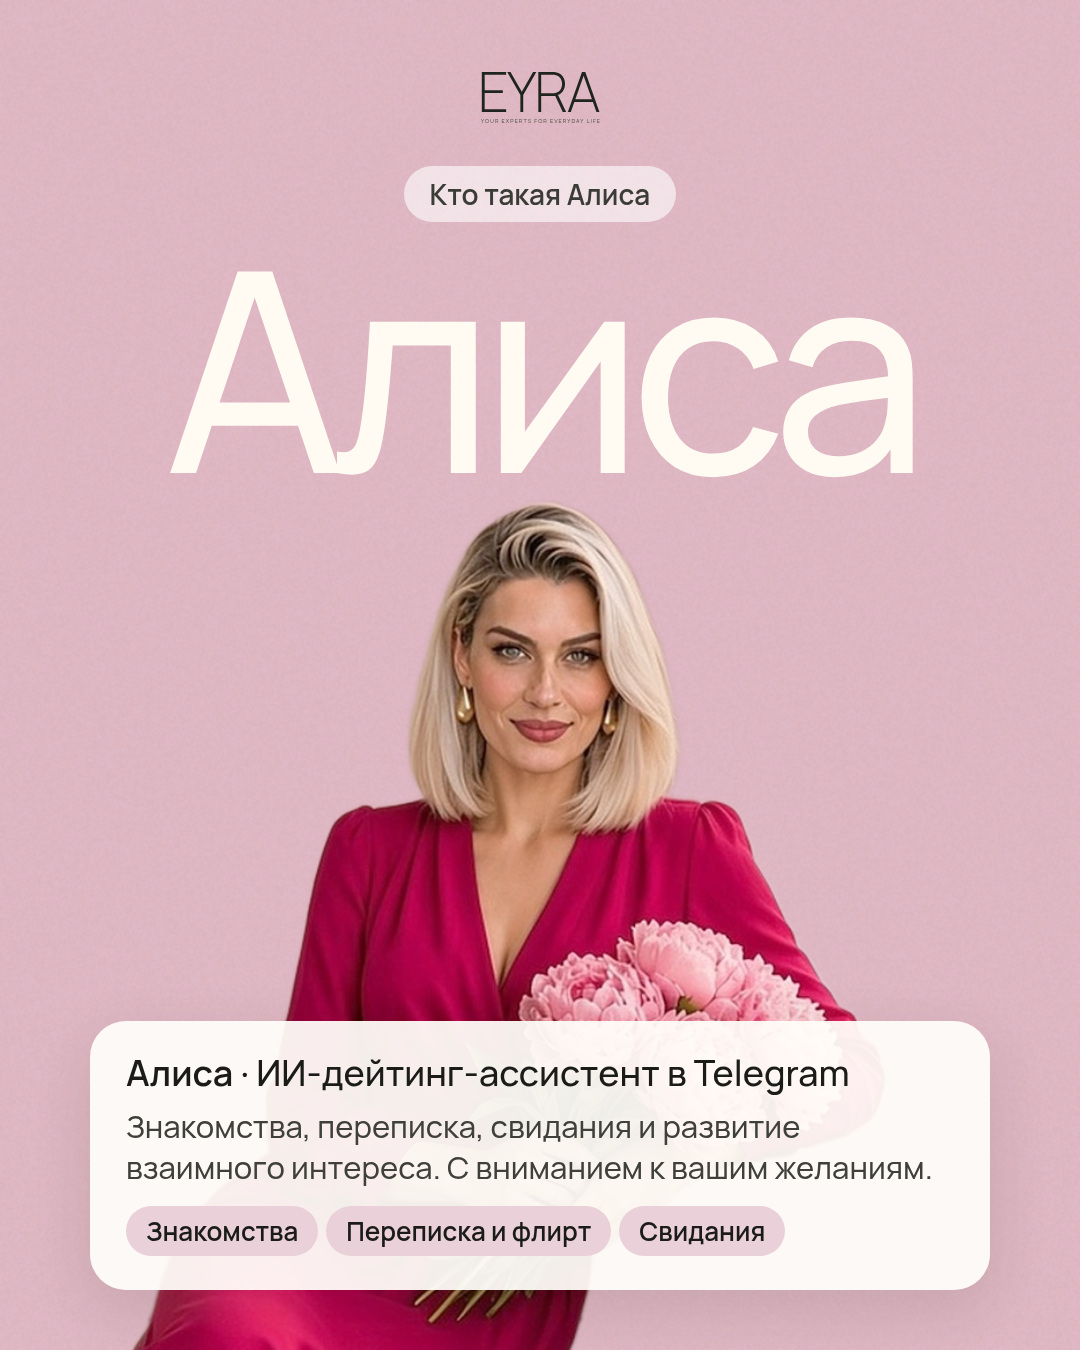 EYRA
YOUR EXPERTS FOR EVERYDAY LIFE
Кто такая Алиса
Алиса
Алиса · ИИ-дейтинг-ассистент в Telegram
Знакомства, переписка, свидания и развитие
взаимного интереса. С вниманием к вашим желаниям.
Знакомства Переписка и флирт Свидания